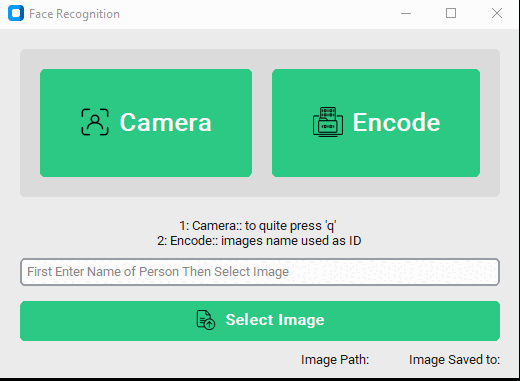 Face Recognition
Camera
Encode
1: Camera:: to quite press 'q'
2: Encode:: images name used as ID
First Enter Name of Person Then Select Image
Select Image
Image Path:
Image Saved to: